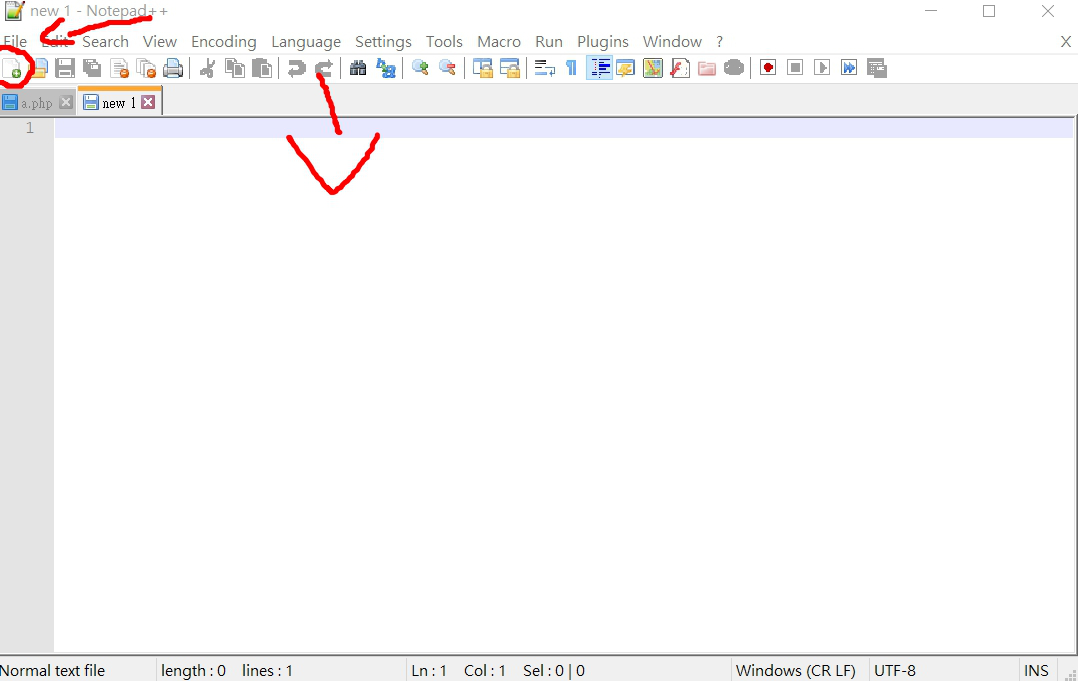 new 1 - Notepad++
File Edit Search View Encoding Language Settings Tools Macro Run Plugins Window ? X
a.php new 1
1
Normal text file length : 0 lines : 1 Ln : 1 Col : 1 Sel : 0 | 0 Windows (CR LF) UTF-8 INS